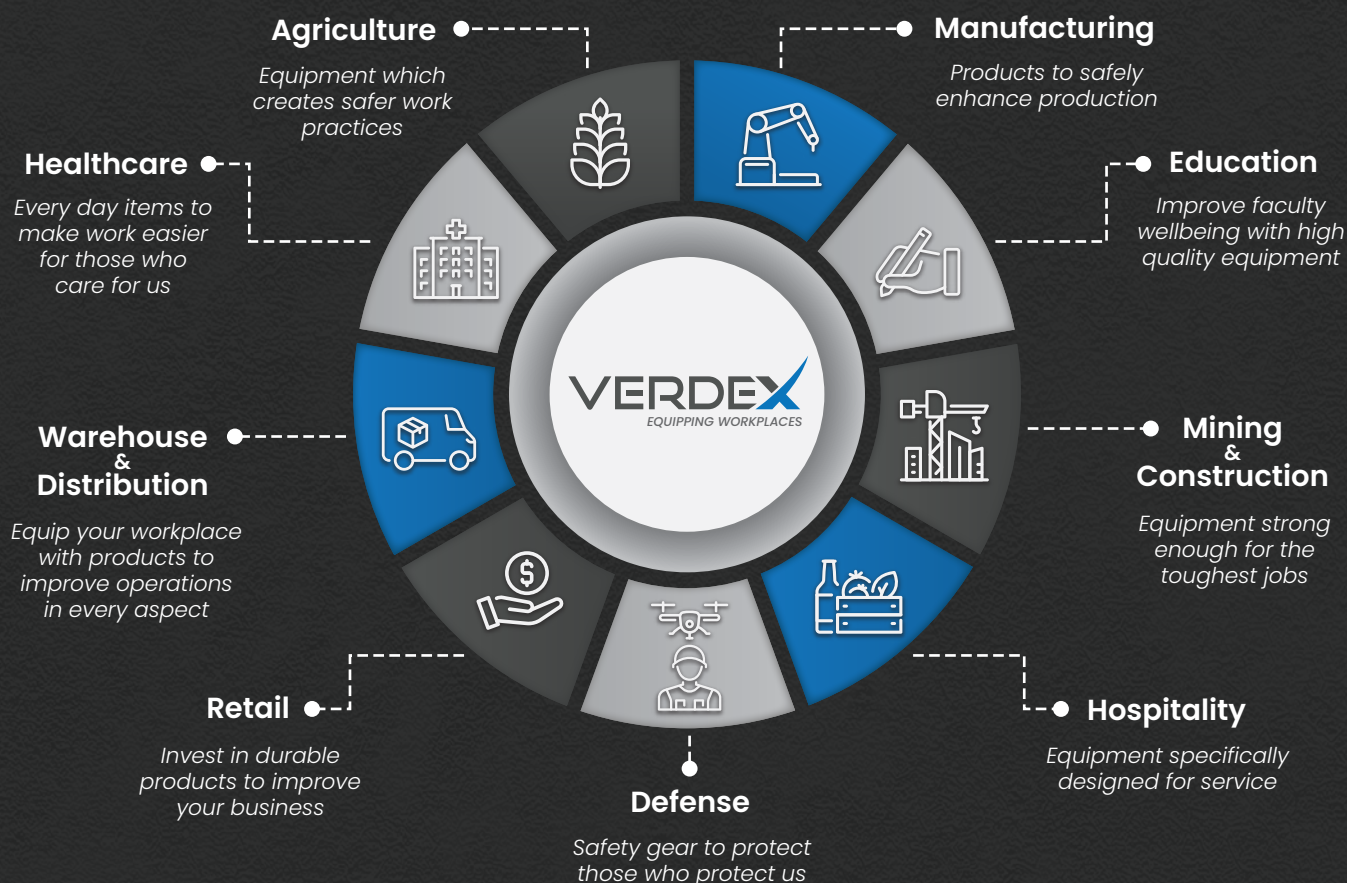 Agriculture
Equipment which
creates safer work
practices
Manufacturing
Products to safely
enhance production
Healthcare
Every day items to
make work easier
for those who
care for us
Education
Improve faculty
wellbeing with high
quality equipment
VERDEX
EQUIPPING WORKPLACES
Warehouse
&
Distribution
Equip your workplace
with products to
improve operations
in every aspect
Mining
&
Construction
Equipment strong
enough for the
toughest jobs
$
Retail
Invest in durable
products to improve
your business
Hospitality
Equipment specifically
designed for service
Defense
Safety gear to protect
those who protect us